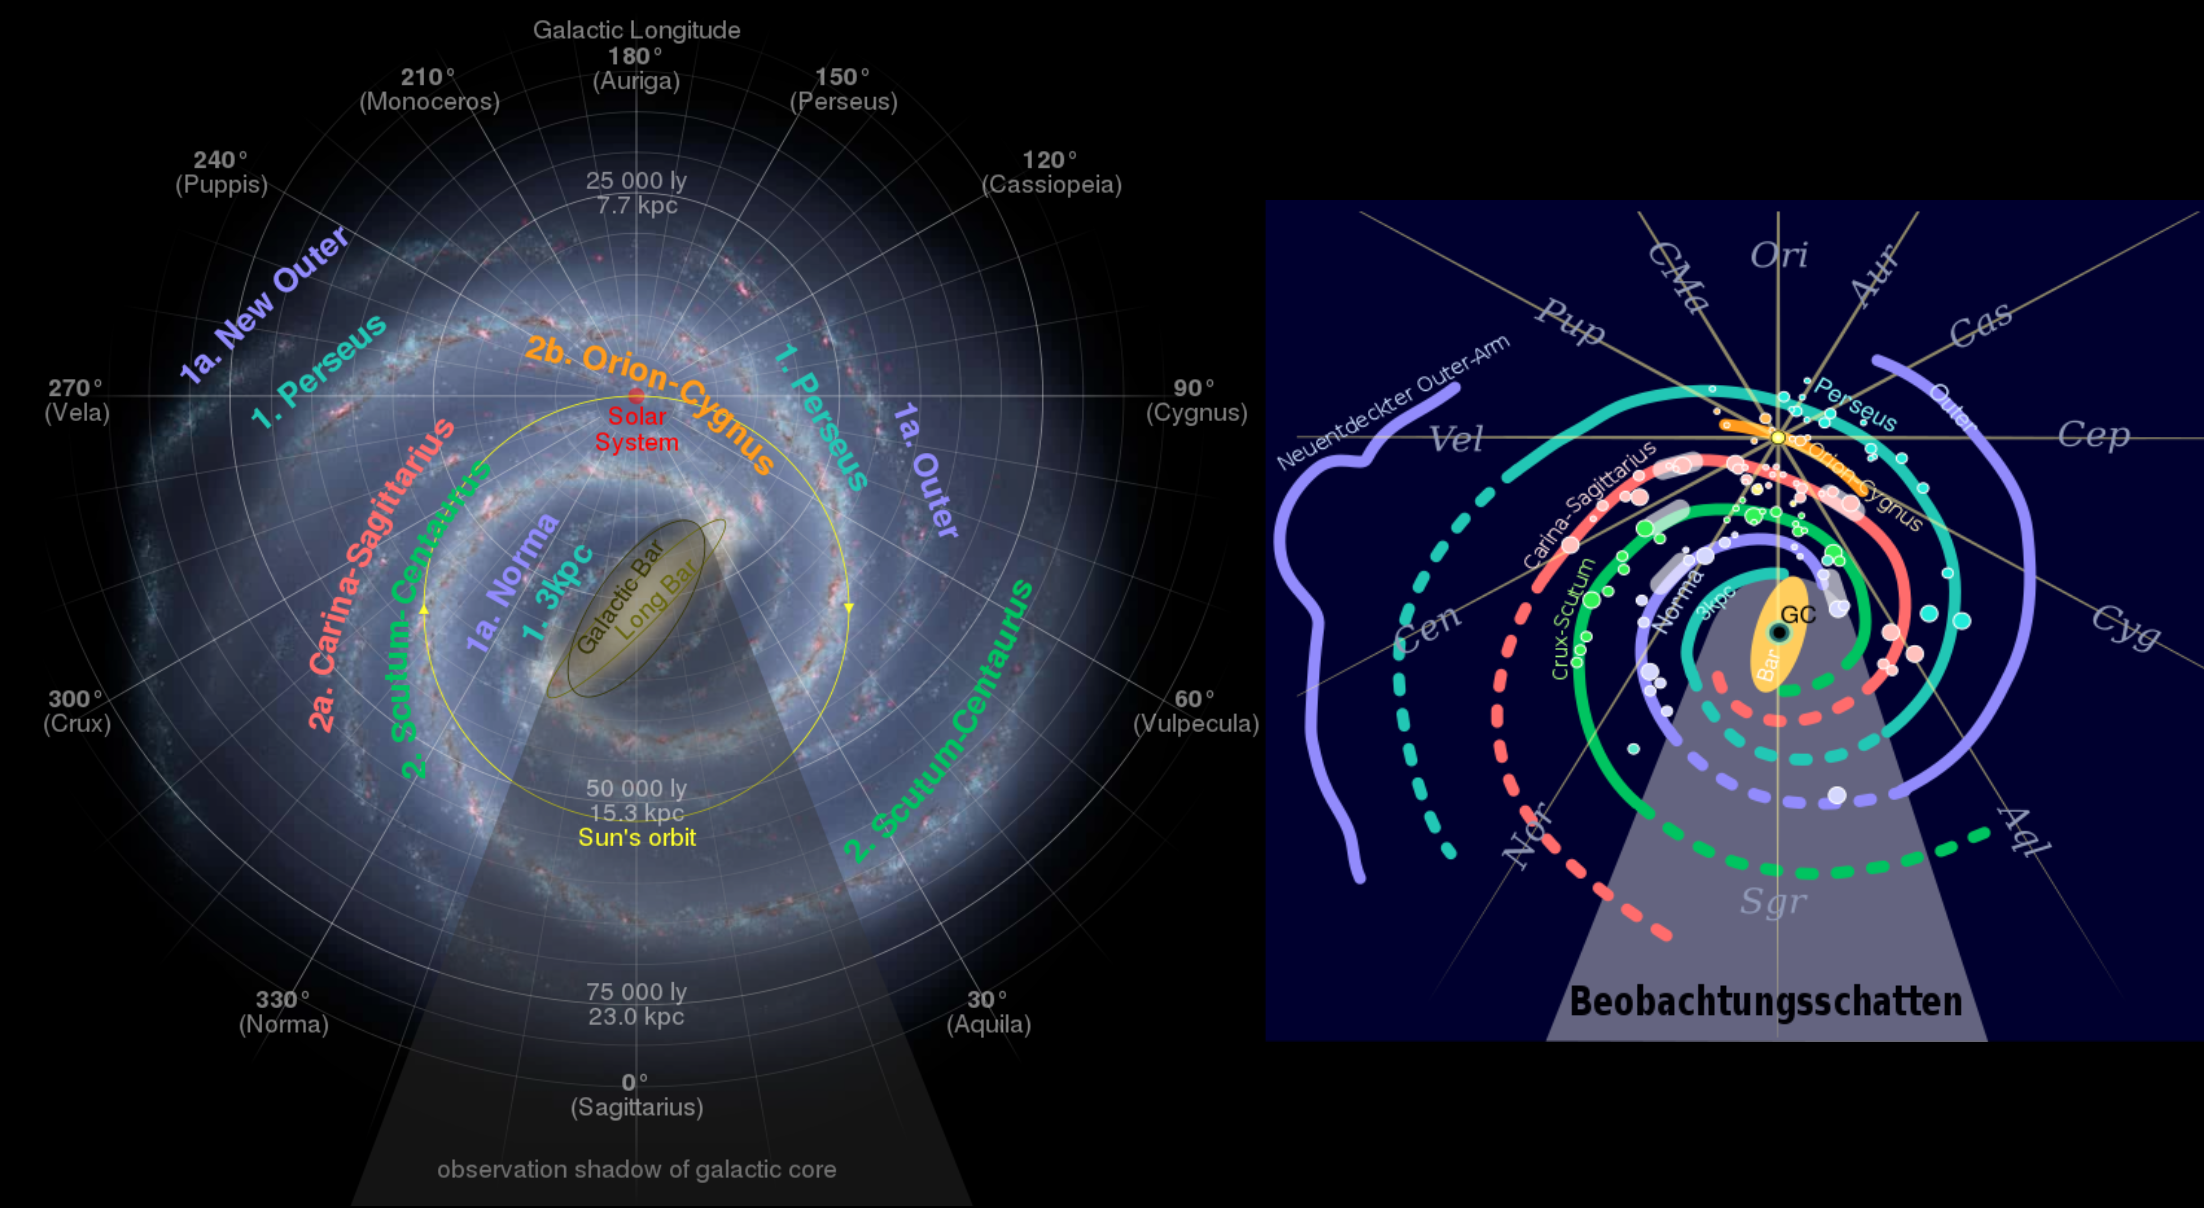 Galactic Longitude
180°
(Auriga)
210°
(Monoceros)
150°
(Perseus)
240°
(Puppis)
120°
(Cassiopeia)
25 000 ly
7.7 kpc
1a. New Outer
1. Perseus
2b. Orion-Cygnus
1. Perseus
270°
(Vela)
90°
(Cygnus)
Solar
System
1a. Outer
2a. Carina-Sagittarius
2. Scutum-Centaurus
1a. Norma
1. 3kpc
Galactic Bar
Long Bar
2. Scutum-Centaurus
300°
(Crux)
60°
(Vulpecula)
50 000 ly
15.3 kpc
Sun's orbit
330°
(Norma)
75 000 ly
23.0 kpc
30°
(Aquila)
0°
(Sagittarius)
observation shadow of galactic core
Ori
CMa
Aur
Pup
Cas
Neuentdeckter Outer-Arm
Perseus
Outer
Vel
Cep
Orion-Cygnus
Carina-Sagittarius
Crux-Scutum
Norma
3kpc
GC
Bar
Cen
Cyg
Nor
Aql
Sgr
Beobachtungsschatten